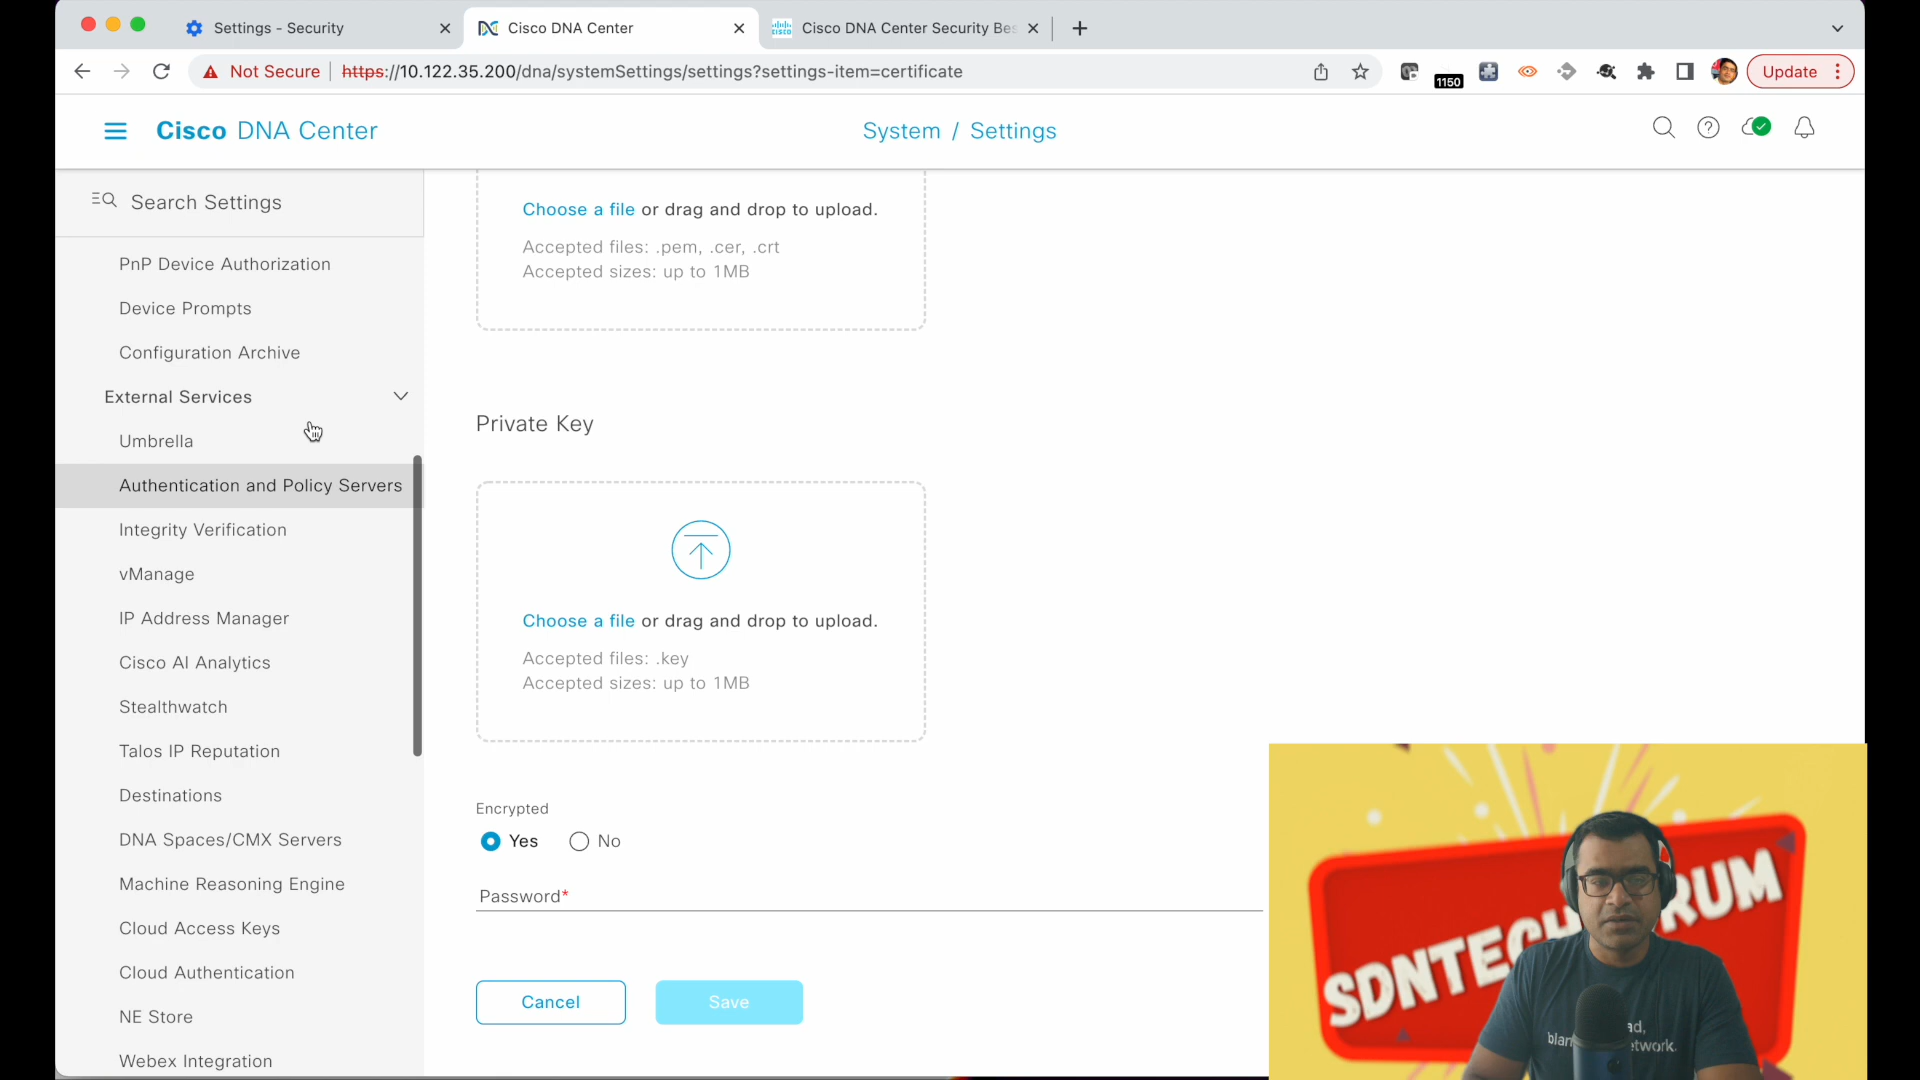 Settings - Security
Cisco DNA Center
Cisco DNA Center Security Bes
Not Secure
https://10.122.35.200/dna/systemSettings/settings?settings-item=certificate
1150
Update
Cisco DNA Center
System / Settings
Search Settings
PnP Device Authorization
Device Prompts
Configuration Archive
External Services
Umbrella
Authentication and Policy Servers
Integrity Verification
vManage
IP Address Manager
Cisco AI Analytics
Stealthwatch
Talos IP Reputation
Destinations
DNA Spaces/CMX Servers
Machine Reasoning Engine
Cloud Access Keys
Cloud Authentication
NE Store
Webex Integration
Choose a file or drag and drop to upload.
Accepted files: .pem, .cer, .crt
Accepted sizes: up to 1MB
Private Key
Choose a file or drag and drop to upload.
Accepted files: .key
Accepted sizes: up to 1MB
Encrypted
Yes
No
Password*
Cancel
Save